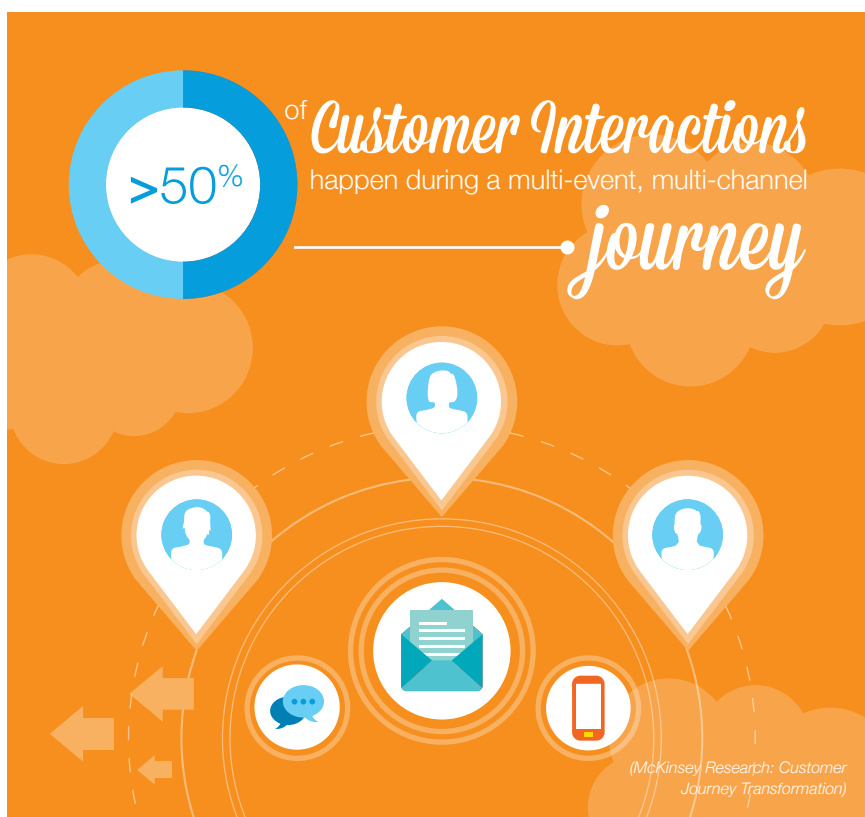 >50%
of Customer Interactions
happen during a multi-event, multi-channel
journey
(McKinsey Research: Customer
Journey Transformation)